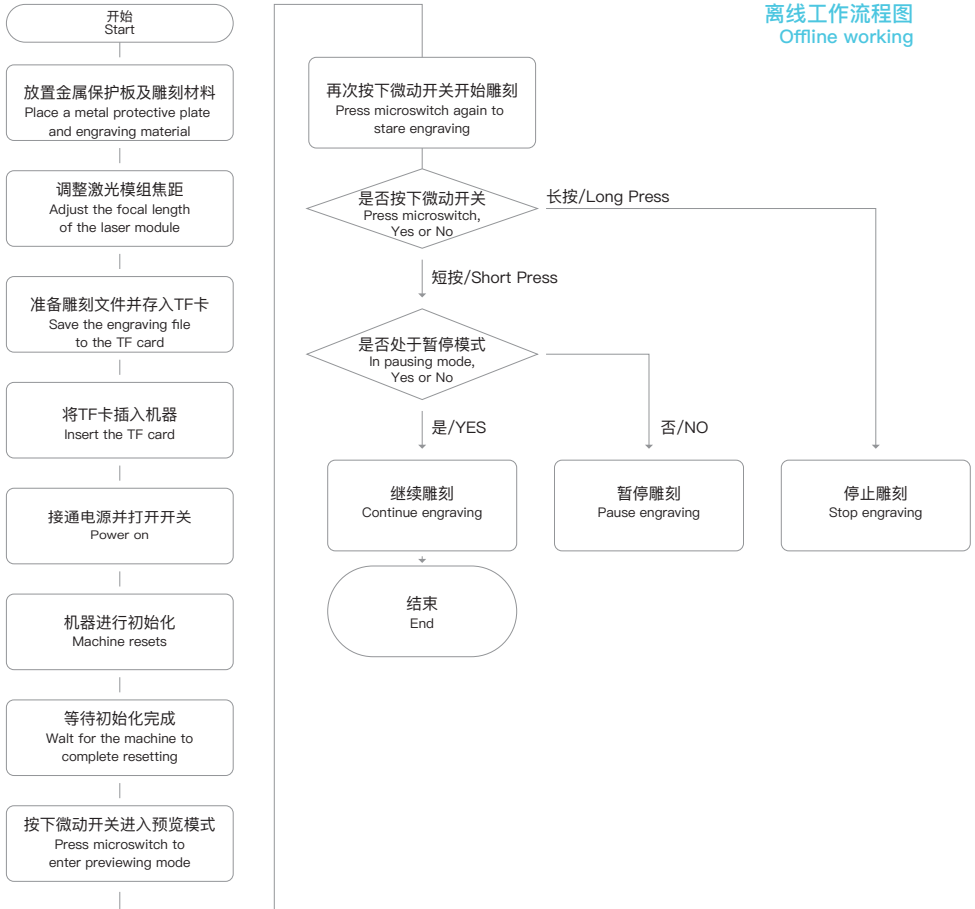 离线工作流程图
Offline working
开始
Start
放置金属保护板及雕刻材料
Place a metal protective plate
and engraving material
调整激光模组焦距
Adjust the focal length
of the laser module
准备雕刻文件并存入TF卡
Save the engraving file
to the TF card
将TF卡插入机器
Insert the TF card
接通电源并打开开关
Power on
机器进行初始化
Machine resets
等待初始化完成
Walt for the machine to
complete resetting
按下微动开关进入预览模式
Press microswitch to
enter previewing mode
再次按下微动开关开始雕刻
Press microswitch again to
stare engraving
是否按下微动开关
Press microswitch,
Yes or No
长按/Long Press
短按/Short Press
是否处于暂停模式
In pausing mode,
Yes or No
是/YES
否/NO
继续雕刻
Continue engraving
暂停雕刻
Pause engraving
停止雕刻
Stop engraving
结束
End